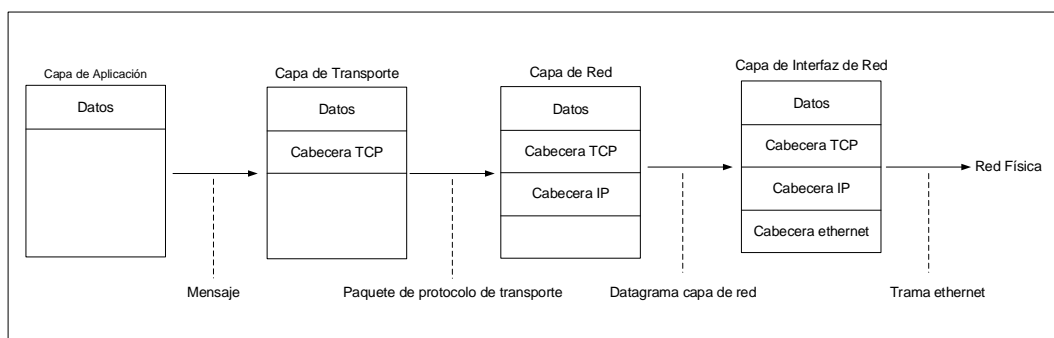 Capa de Aplicación
Datos
Capa de Transporte
Datos
Cabecera TCP
Capa de Red
Datos
Cabecera TCP
Cabecera IP
Capa de Interfaz de Red
Datos
Cabecera TCP
Cabecera IP
Cabecera ethernet
Red Física
Mensaje
Paquete de protocolo de transporte
Datagrama capa de red
Trama ethernet